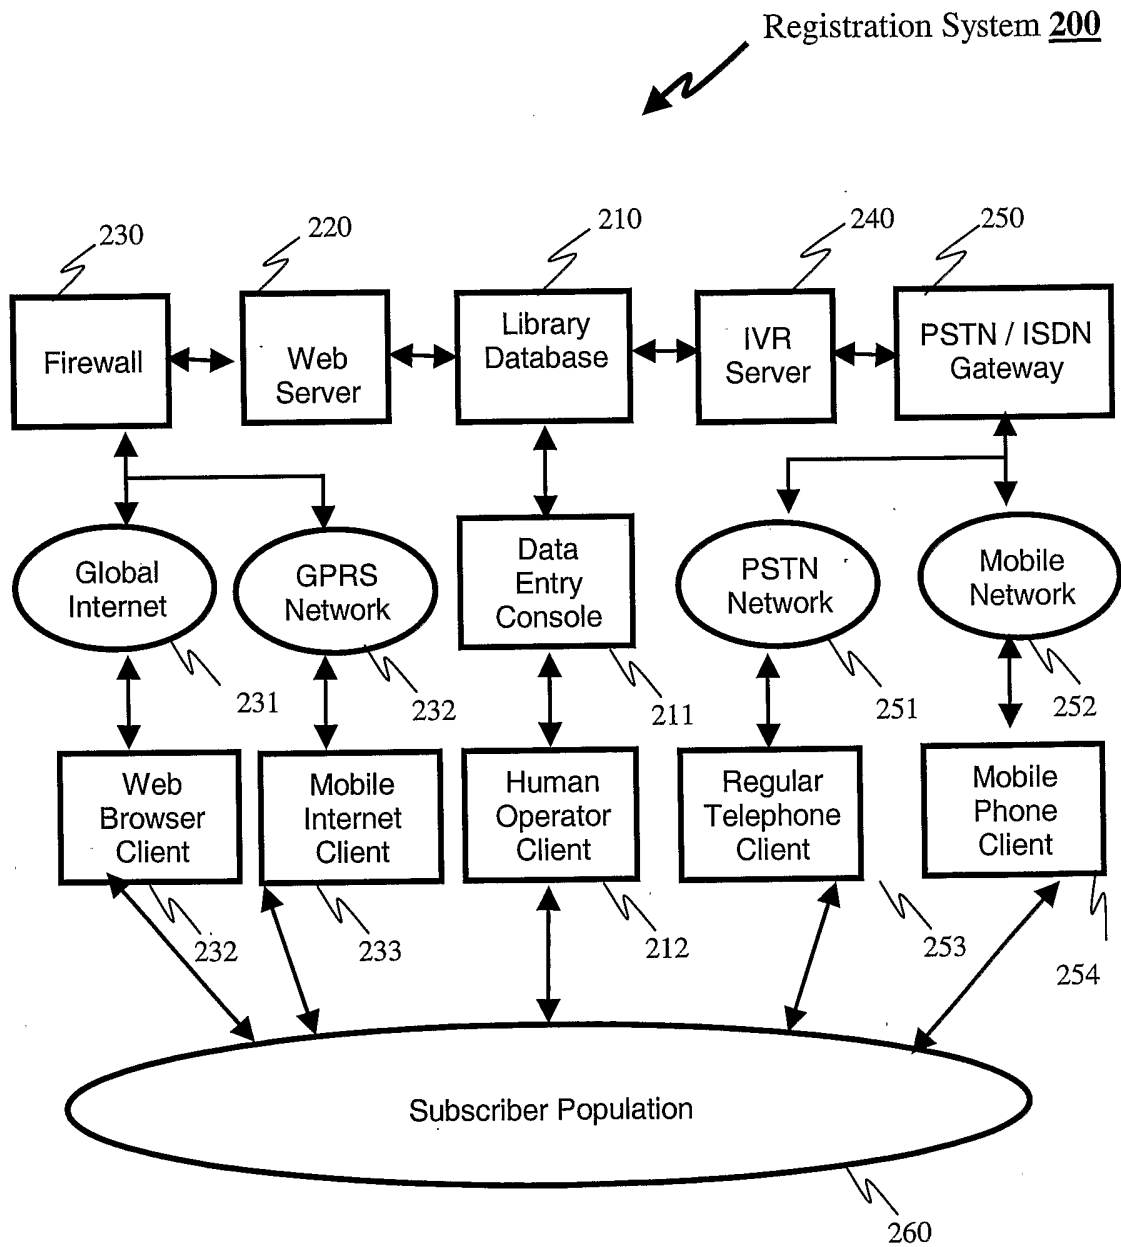 Registration System 200
230
220
210
240
250
Firewall
Web
Server
Library
Database
IVR
Server
PSTN / ISDN
Gateway
Global
Internet
GPRS
Network
Data
Entry
Console
PSTN
Network
Mobile
Network
231
232
211
251
252
Web
Browser
Client
Mobile
Internet
Client
Human
Operator
Client
Regular
Telephone
Client
Mobile
Phone
Client
232
233
212
253
254
Subscriber Population
260